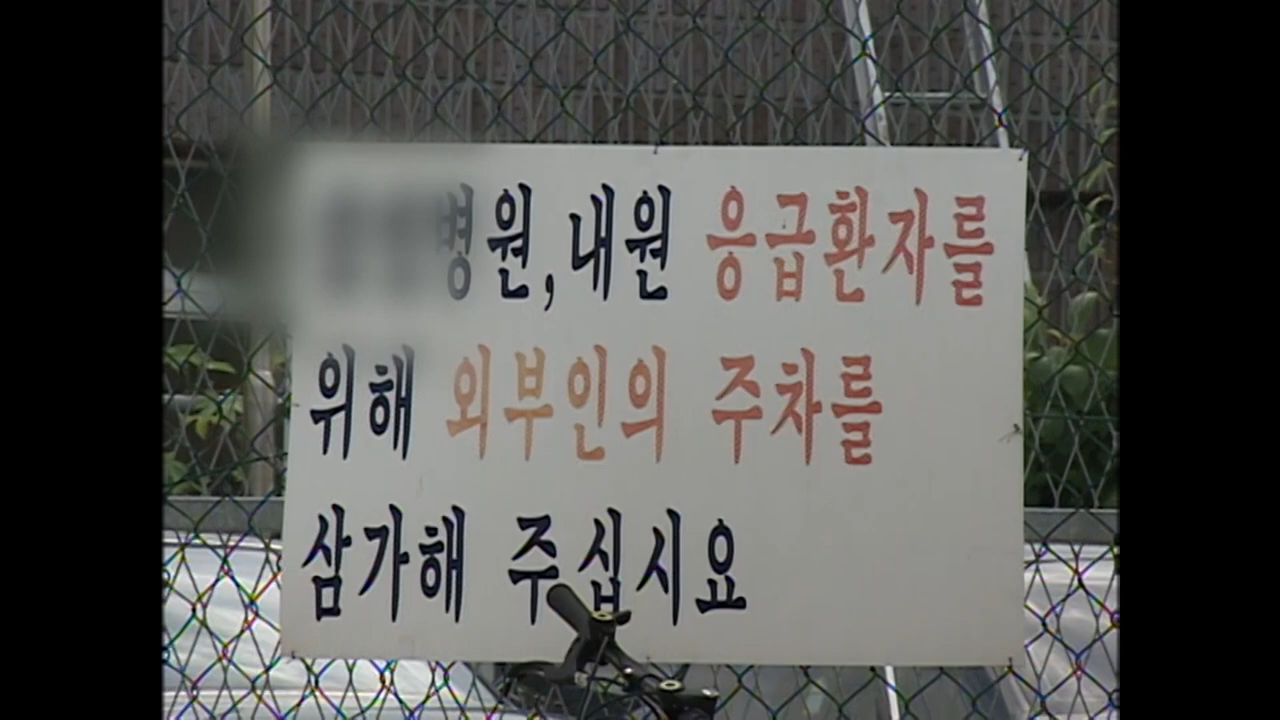 병원,내원 응급환자를
위해 외부인의 주차를
삼가해 주십시요